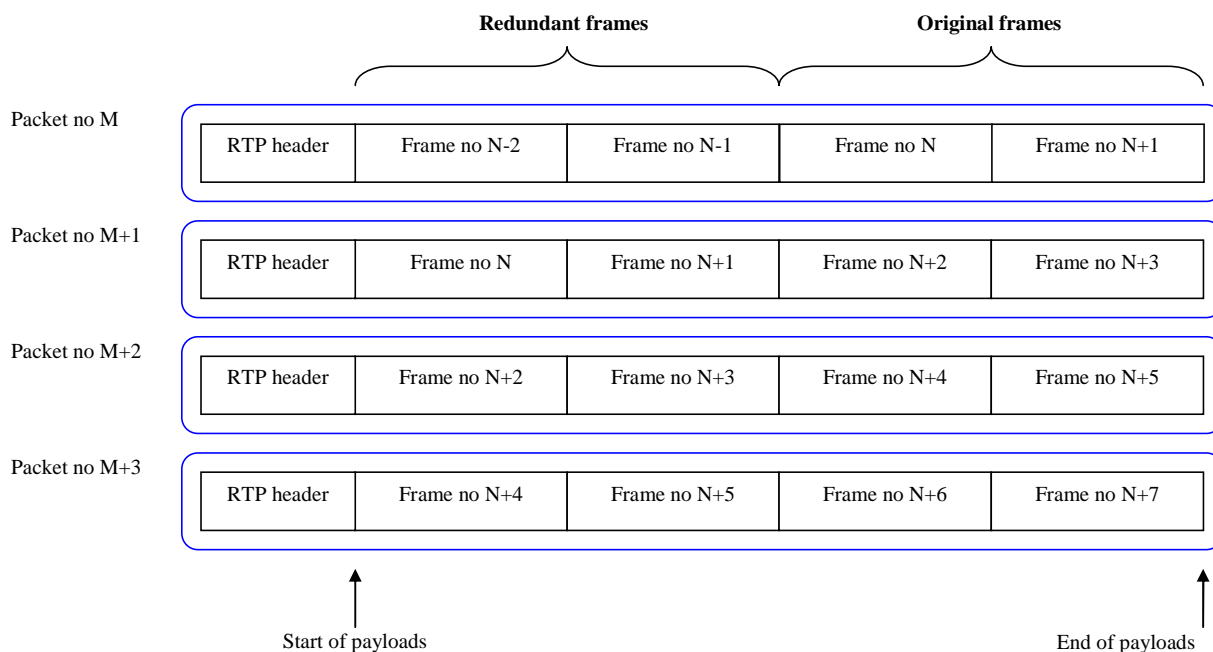 Redundant frames Original frames
Packet no M
RTP header Frame no N-2 Frame no N-1 Frame no N Frame no N+1
Packet no M+1
RTP header Frame no N Frame no N+1 Frame no N+2 Frame no N+3
Packet no M+2
RTP header Frame no N+2 Frame no N+3 Frame no N+4 Frame no N+5
Packet no M+3
RTP header Frame no N+4 Frame no N+5 Frame no N+6 Frame no N+7
Start of payloads End of payloads